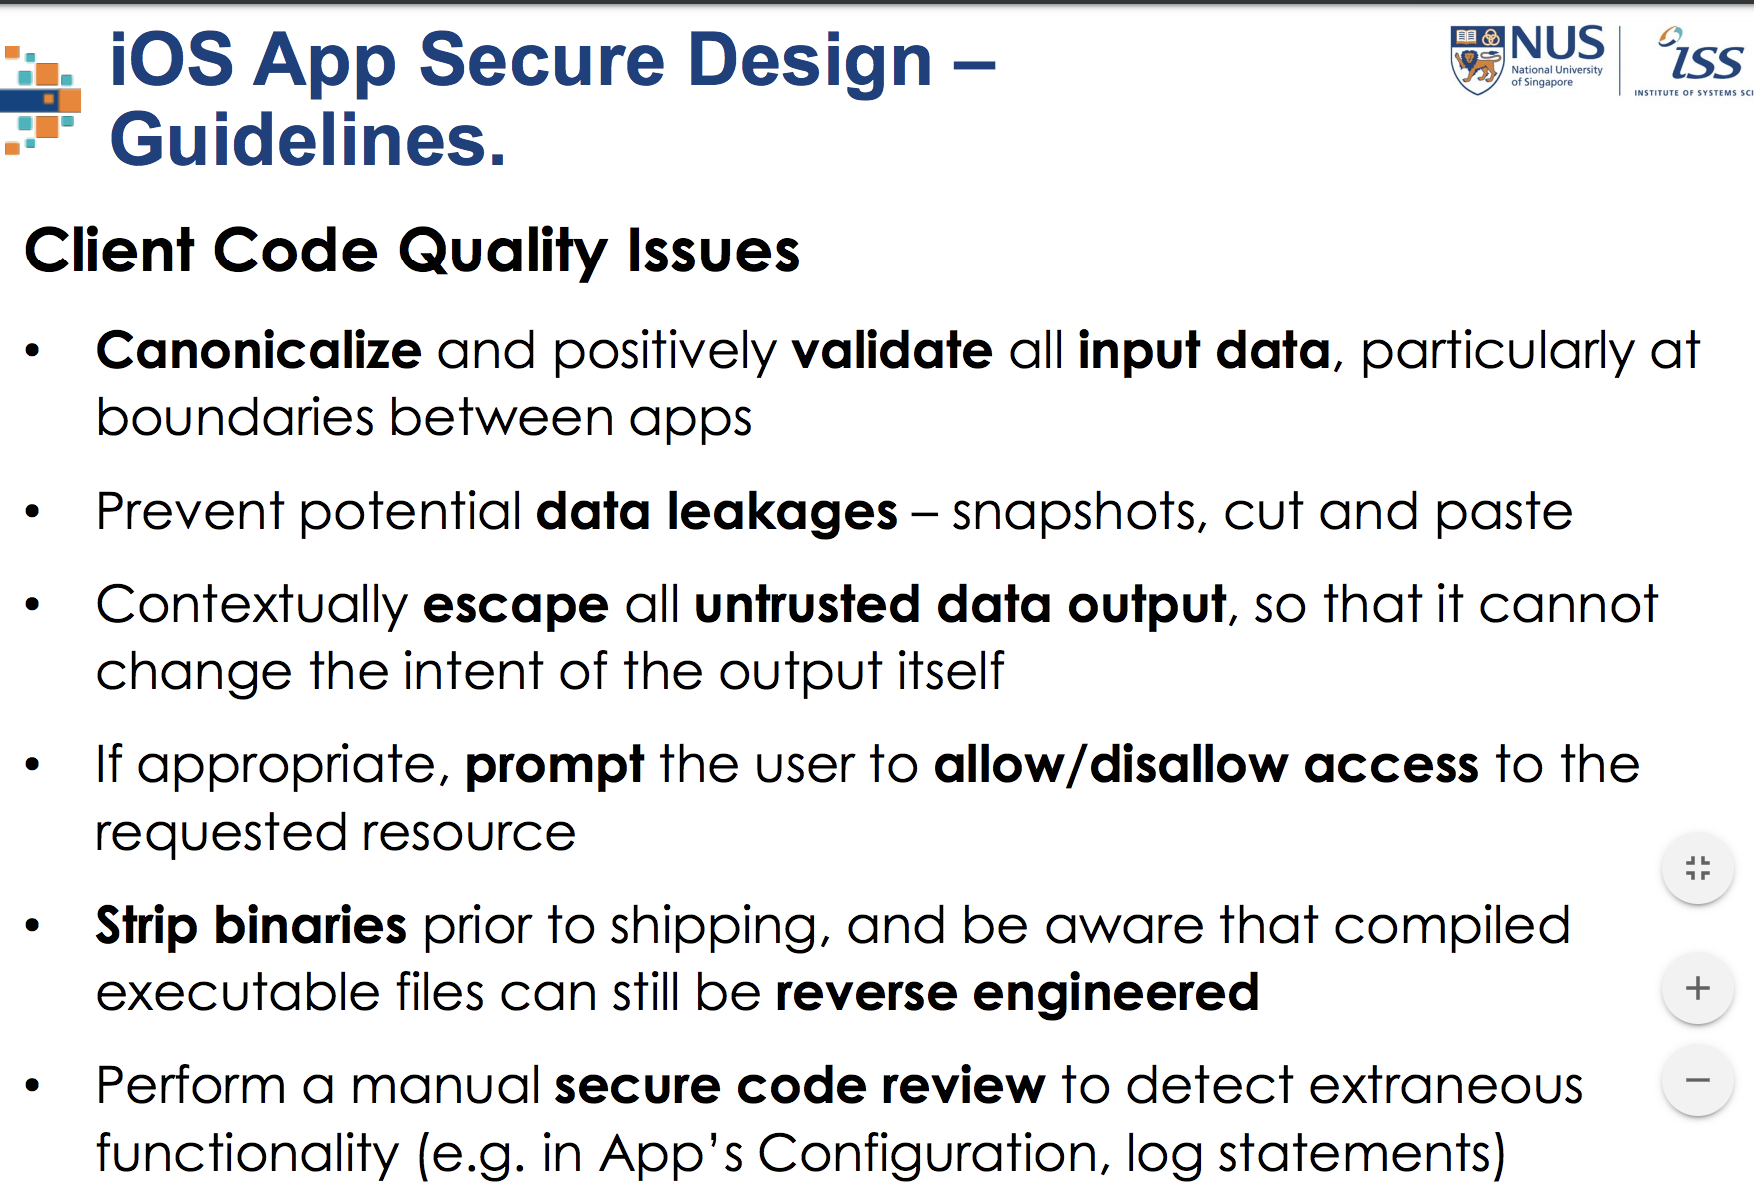 iOS App Secure Design –
Guidelines.
NUS
National University
of Singapore
iss
INSTITUTE OF SYSTEMS SCI
Client Code Quality Issues
• Canonicalize and positively validate all input data, particularly at
boundaries between apps
• Prevent potential data leakages – snapshots, cut and paste
• Contextually escape all untrusted data output, so that it cannot
change the intent of the output itself
• If appropriate, prompt the user to allow/disallow access to the
requested resource
• Strip binaries prior to shipping, and be aware that compiled
executable files can still be reverse engineered
• Perform a manual secure code review to detect extraneous
functionality (e.g. in App’s Configuration, log statements)